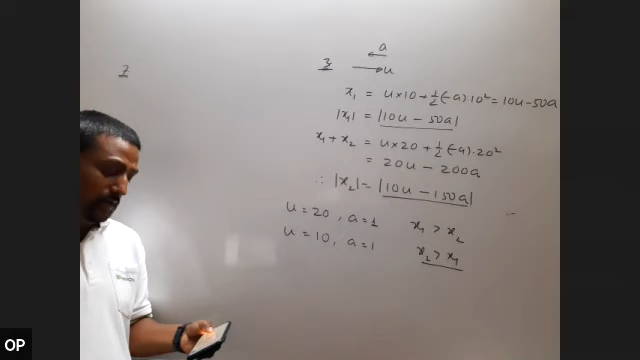 7
3
a
u
x₁ = u×10 + ½(-a)·10² = 10u - 50a
|x₁| = |10u - 50a|
x₁ + x₂ = u×20 + ½(-a)·20²
= 20u - 200a
∴ |x₂| = |10u - 150a|
u = 20, a = 1 x₁ > x₂
u = 10, a = 1 x₂ > x₁
OP